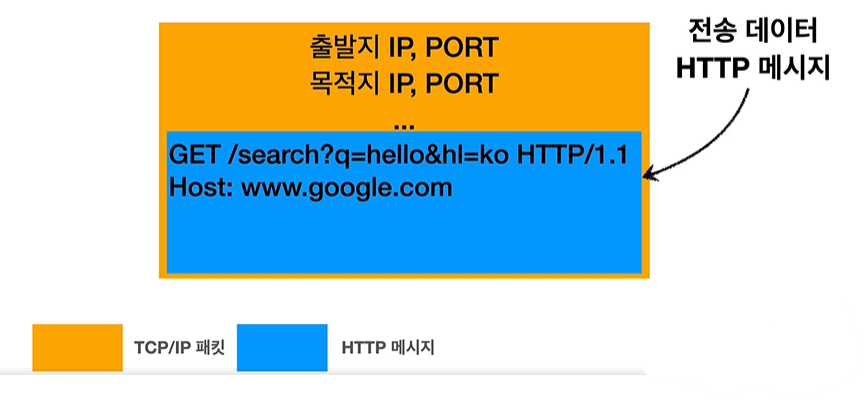 출발지 IP, PORT
목적지 IP, PORT
...
GET /search?q=hello&hl=ko HTTP/1.1
Host: www.google.com
전송 데이터
HTTP 메시지
TCP/IP 패킷
HTTP 메시지